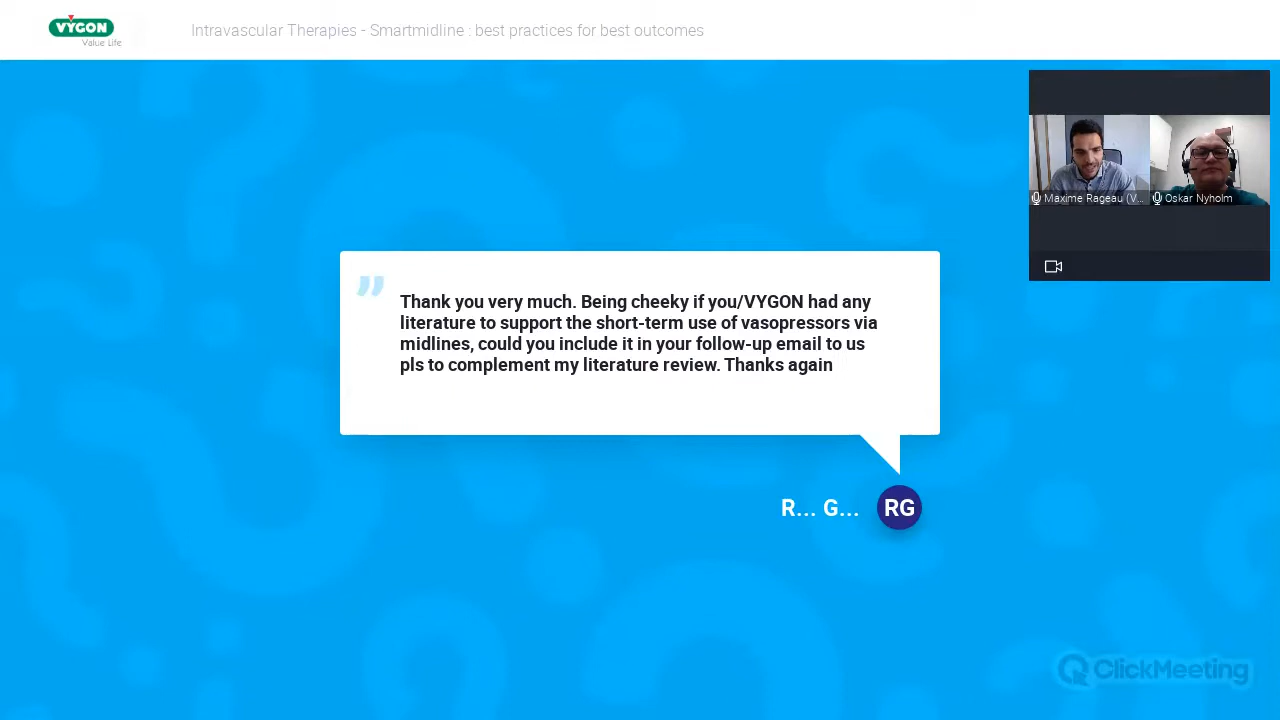 VYGON
Value Life
Intravascular Therapies - Smartmidline : best practices for best outcomes
Maxime Rageau (V...
Oskar Nyholm
Thank you very much. Being cheeky if you/VYGON had any
literature to support the short-term use of vasopressors via
midlines, could you include it in your follow-up email to us
pls to complement my literature review. Thanks again
R... G...
RG
ClickMeeting